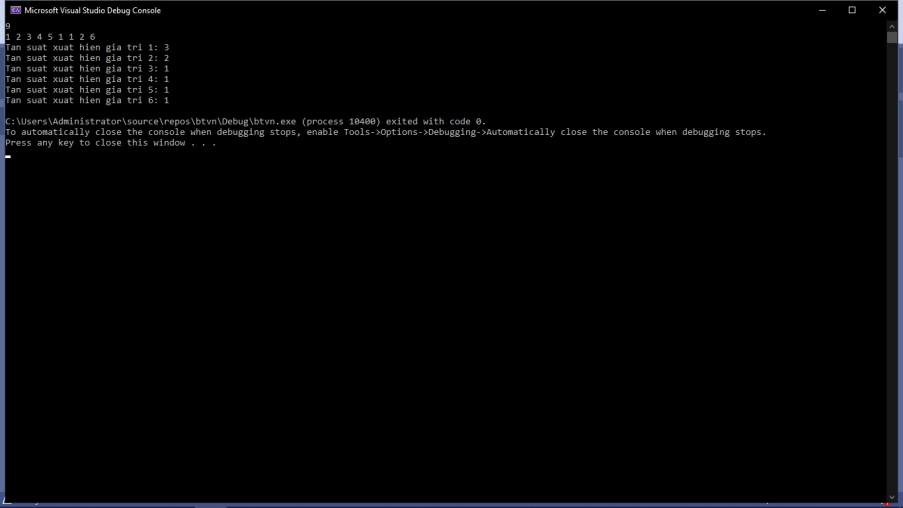 Microsoft Visual Studio Debug Console
9
1 2 3 4 5 1 1 2 6
Tan suat xuat hien gia tri 1: 3
Tan suat xuat hien gia tri 2: 2
Tan suat xuat hien gia tri 3: 1
Tan suat xuat hien gia tri 4: 1
Tan suat xuat hien gia tri 5: 1
Tan suat xuat hien gia tri 6: 1
C:\Users\Administrator\source\repos\btvn\Debug\btvn.exe (process 10400) exited with code 0.
To automatically close the console when debugging stops, enable Tools->Options->Debugging->Automatically close the console when debugging stops.
Press any key to close this window . . .